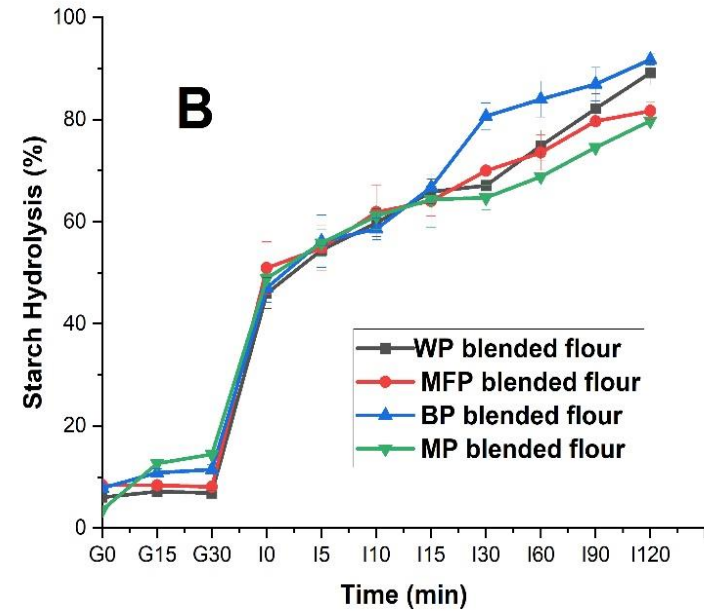 B
Starch Hydrolysis (%)
100
80
60
40
20
0
WP blended flour
MFP blended flour
BP blended flour
MP blended flour
G0 G15 G30 I0 I5 I10 I15 I30 I60 I90 I120
Time (min)